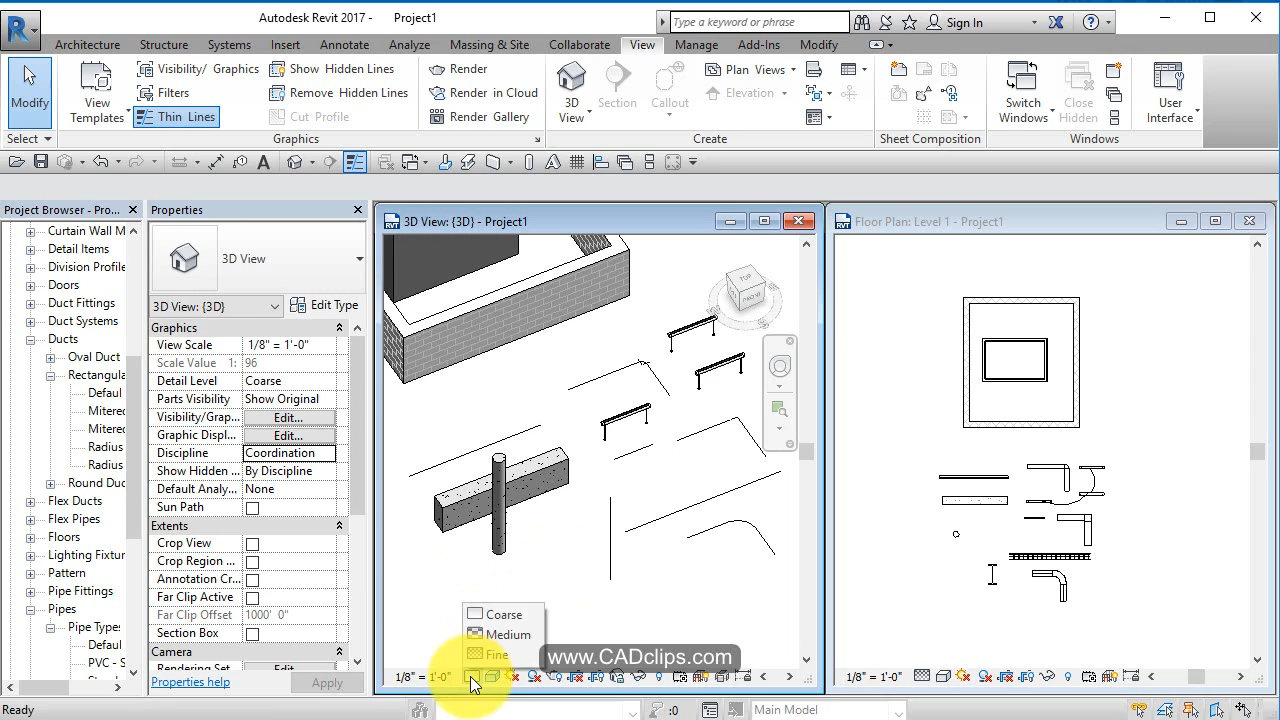 Autodesk Revit 2017 - Project1
Type a keyword or phrase
Sign In
Architecture Structure Systems Insert Annotate Analyze Massing & Site Collaborate View Manage Add-Ins Modify
Modify
View Templates
Visibility/ Graphics
Filters
Thin Lines
Show Hidden Lines
Remove Hidden Lines
Cut Profile
Render
Render in Cloud
Render Gallery
3D View
Section
Callout
Plan Views
Elevation
Switch Windows
Close Hidden
User Interface
Select
Graphics
Create
Sheet Composition
Windows
Project Browser - Pro...
Curtain Wall M
Detail Items
Division Profile
Doors
Duct Fittings
Duct Systems
Ducts
Oval Duct
Rectangula
Defaul
Mitered
Mitered
Radius
Radius
Round Duc
Flex Ducts
Flex Pipes
Floors
Lighting Fixture
Pattern
Pipe Fittings
Pipes
Pipe Types
Default
PVC - S
Properties
3D View
3D View: {3D}
Edit Type
Graphics
View Scale 1/8" = 1'-0"
Scale Value 1: 96
Detail Level Coarse
Parts Visibility Show Original
Visibility/Grap... Edit...
Graphic Displ... Edit...
Discipline Coordination
Show Hidden ... By Discipline
Default Analy... None
Sun Path
Extents
Crop View
Crop Region ...
Annotation Cr...
Far Clip Active
Far Clip Offset 1000' 0"
Section Box
Camera
Rendering Set... Edit...
Properties help
Apply
3D View: {3D} - Project1
TOP
FRONT
Coarse
Medium
Fine
www.CADclips.com
1/8" = 1'-0"
Floor Plan: Level 1 - Project1
1/8" = 1'-0"
Ready
:0
Main Model